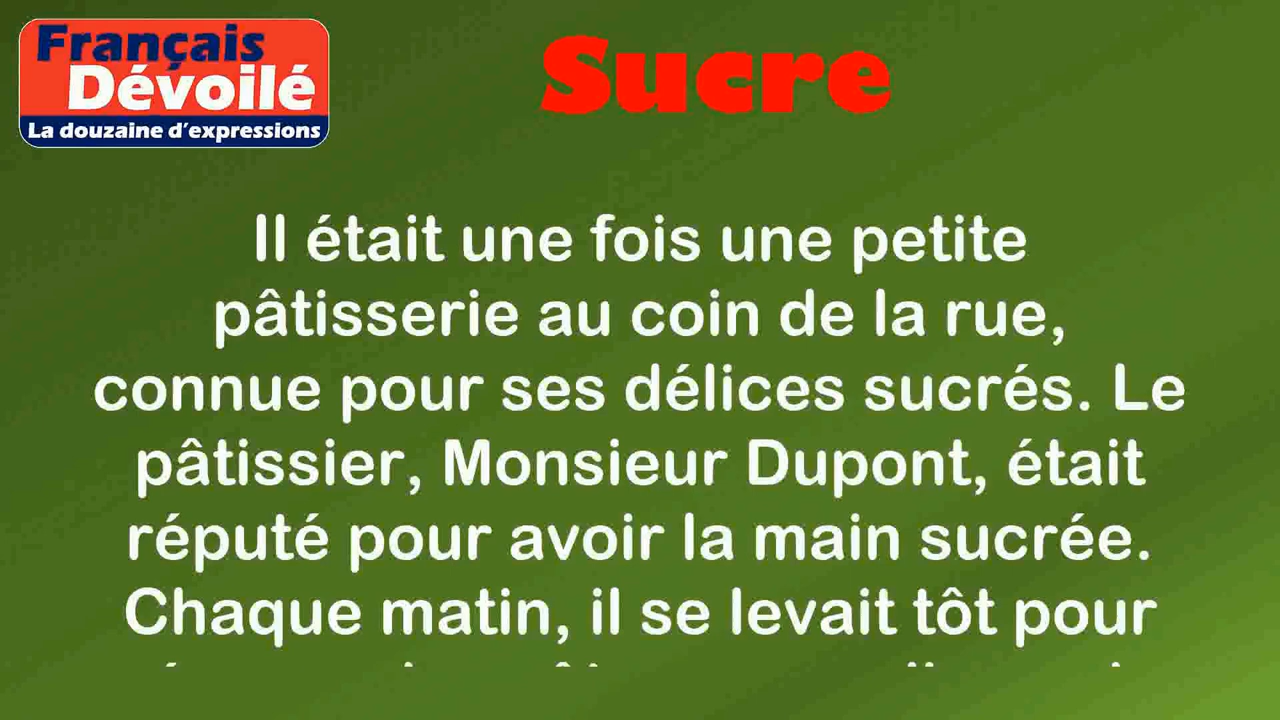 Français
Dévoilé
La douzaine d'expressions
Sucre
Il était une fois une petite
pâtisserie au coin de la rue,
connue pour ses délices sucrés. Le
pâtissier, Monsieur Dupont, était
réputé pour avoir la main sucrée.
Chaque matin, il se levait tôt pour